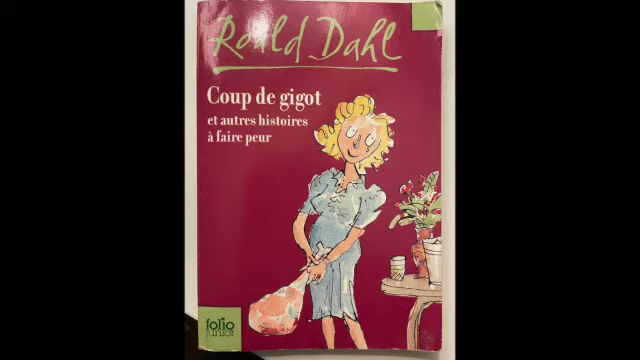 Roald Dahl
Coup de gigot
et autres histoires
à faire peur
folio
junior